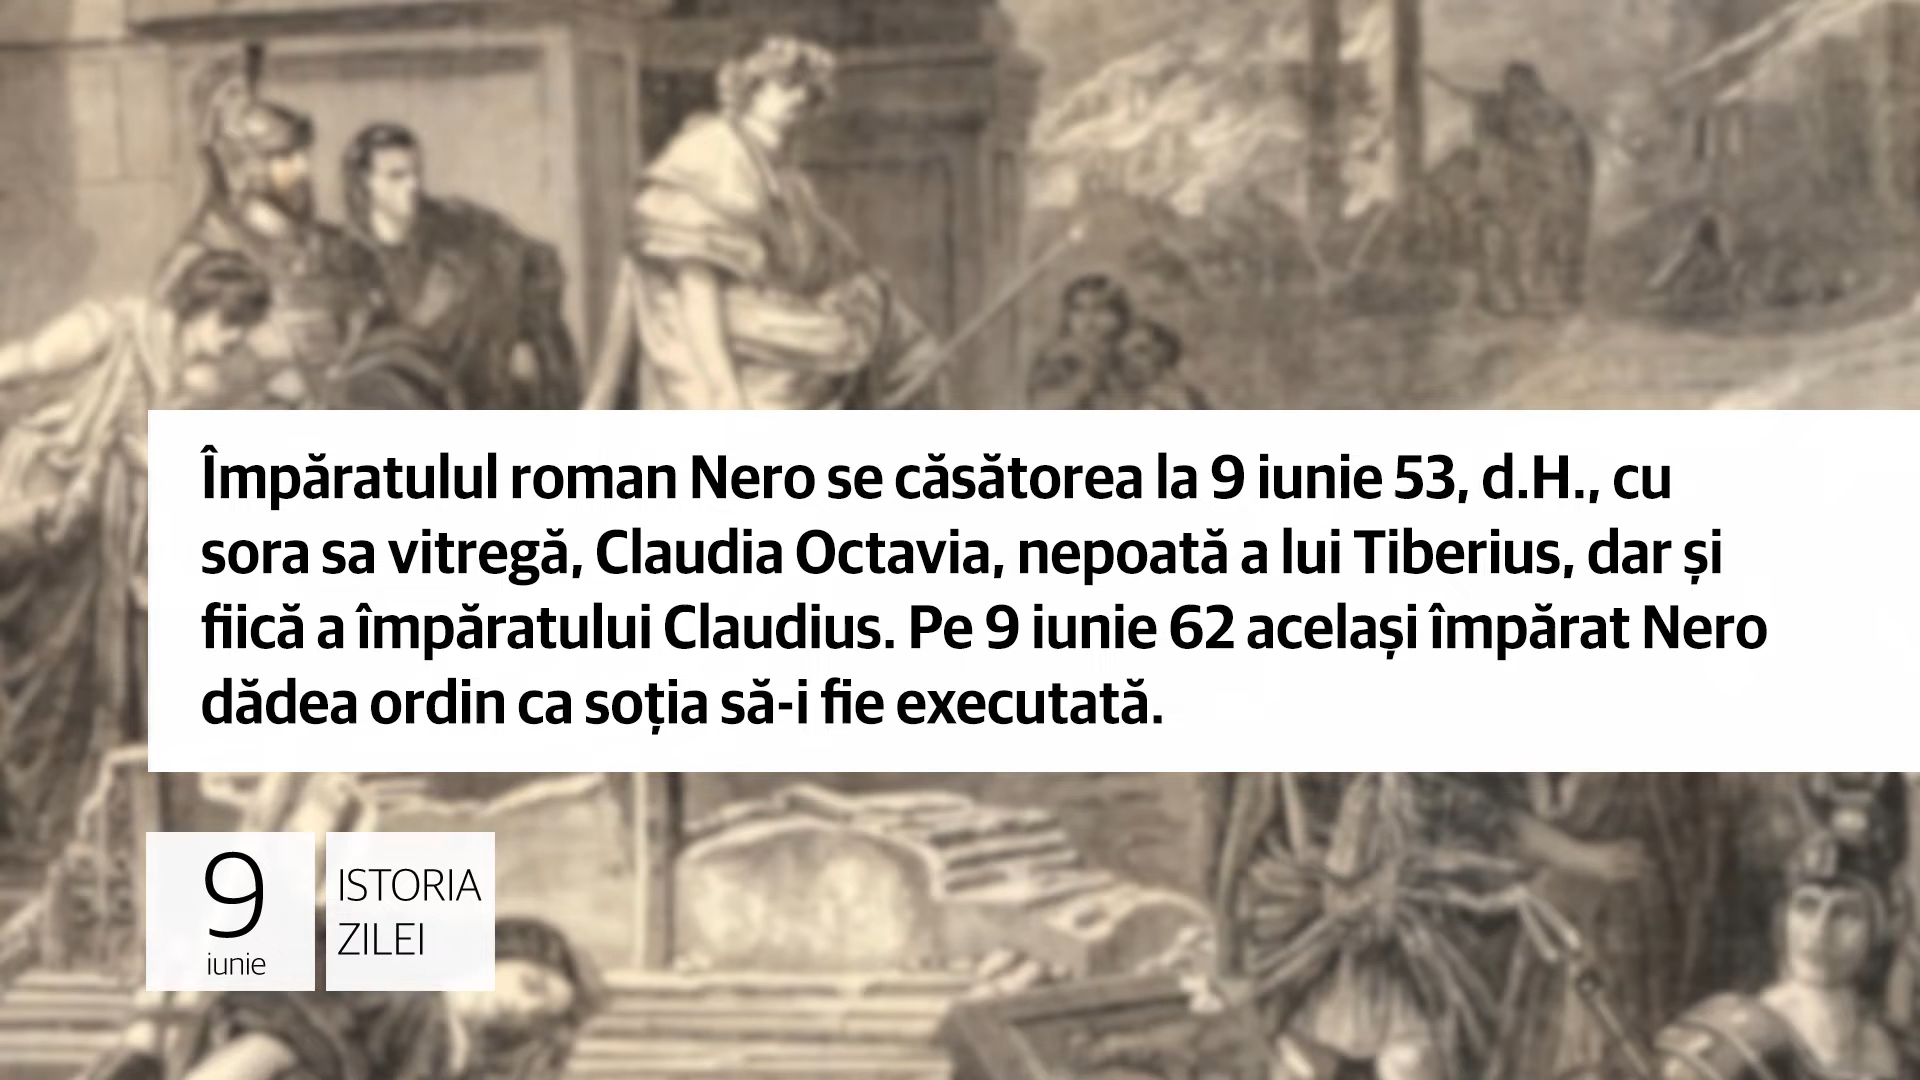 Împăratulul roman Nero se căsătorea la 9 iunie 53, d.H., cu
sora sa vitregă, Claudia Octavia, nepoată a lui Tiberius, dar și
fiică a împăratului Claudius. Pe 9 iunie 62 același împărat Nero
dădea ordin ca soția să-i fie executată.
9
iunie
ISTORIA
ZILEI